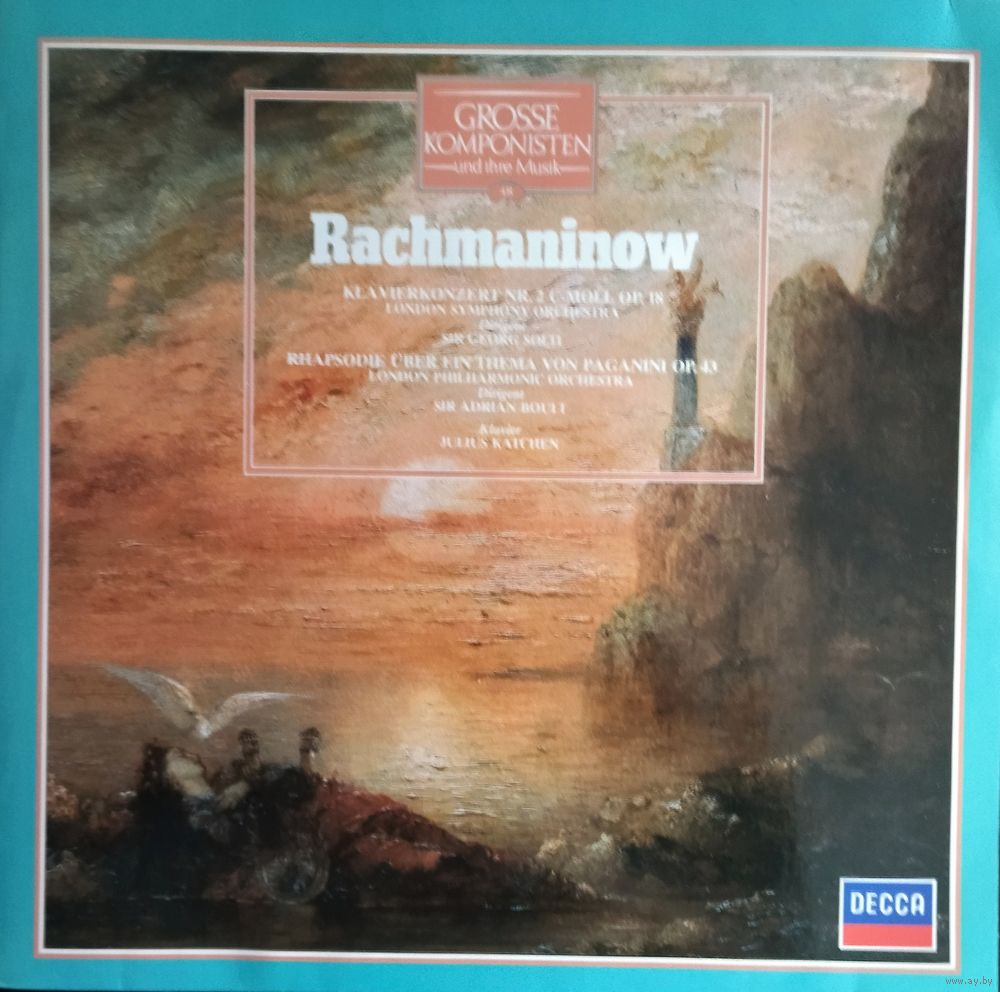 GROSSE
KOMPONISTEN
und ihre Musik
48
Rachmaninow
KLAVIERKONZERT NR. 2 C-MOLL OP. 18
LONDON SYMPHONY ORCHESTRA
Dirigent
SIR GEORG SOLTI
RHAPSODIE ÜBER EIN THEMA VON PAGANINI OP. 43
LONDON PHILHARMONIC ORCHESTRA
Dirigent
SIR ADRIAN BOULT
Klavier
JULIUS KATCHEN
DECCA
www.ay.by